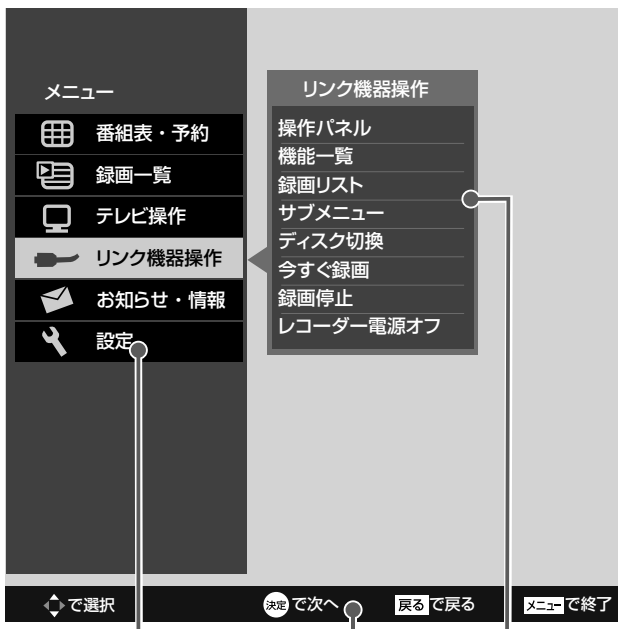 メニュー
番組表・予約
録画一覧
テレビ操作
リンク機器操作
お知らせ・情報
設定
リンク機器操作
操作パネル
機能一覧
録画リスト
サブメニュー
ディスク切換
今すぐ録画
録画停止
レコーダー電源オフ
で選択 決定 で次へ 戻る で戻る メニュー で終了